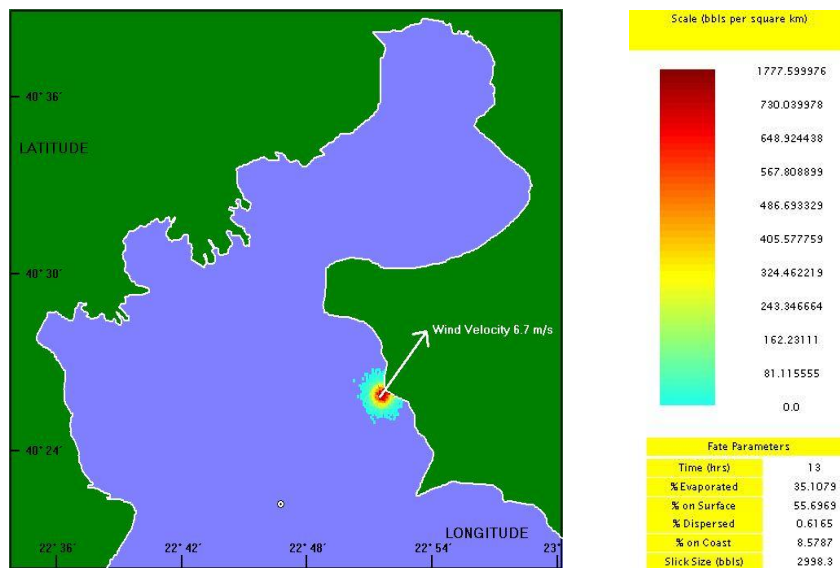 Scale (bbls per square km)
1777.599976
730.039978
648.924438
567.808899
486.693329
405.577759
324.462219
243.346664
162.23111
81.115555
0.0
40° 36'
LATITUDE
40° 30'
Wind Velocity 6.7 m/s
40° 24'
LONGITUDE
22° 36' 22° 42' 22° 48' 22° 54' 23°
Fate Parameters
Time (hrs) 13
% Evaporated 35.1079
% on Surface 55.6969
% Dispersed 0.6165
% on Coast 8.5787
Slick Size (bbls) 2998.3